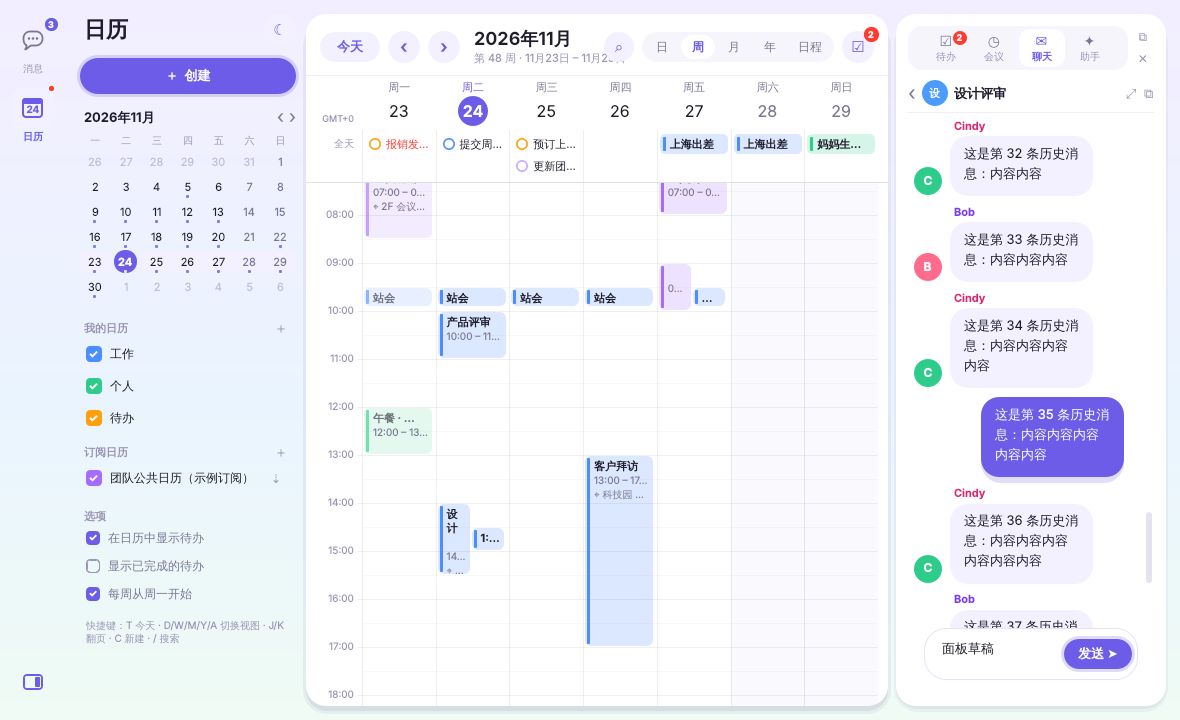 3
消息
24
日历
日历
☾
+ 创建
2026年11月
一 二 三 四 五 六 日
26 27 28 29 30 31 1
2 3 4 5 6 7 8
9 10 11 12 13 14 15
16 17 18 19 20 21 22
23 24 25 26 27 28 29
30 1 2 3 4 5 6
我的日历 +
工作
个人
待办
订阅日历 +
团队公共日历（示例订阅） ⇣
选项
在日历中显示待办
显示已完成的待办
每周从周一开始
快捷键：T 今天 · D/W/M/Y/A 切换视图 · J/K
翻页 · C 新建 · / 搜索
今天 ‹ ›
2026年11月
第 48 周 · 11月23日 – 11月2
日 周 月 年 日程
2
周一 周二 周三 周四 周五 周六 周日
GMT+0 23 24 25 26 27 28 29
全天 报销发… 提交周… 预订上… 上海出差 上海出差 妈妈生…
更新团…
07:00 – 0…
⌖ 2F 会议…
07:00 – 0…
08:00
09:00
0…
站会 站会 站会 站会 …
10:00
产品评审
10:00 – 11…
11:00
12:00
午餐 · …
12:00 – 13…
13:00
客户拜访
13:00 – 17…
⌖ 科技园 …
14:00
设
计
14…
⌖ …
1:…
15:00
16:00
17:00
18:00
2
待办 会议 聊天 助手
×
‹ 设 设计评审
Cindy
这是第 32 条历史消
息：内容内容
C
Bob
这是第 33 条历史消
息：内容内容
B
Cindy
这是第 34 条历史消
息：内容内容内容
内容
C
这是第 35 条历史消
息：内容内容内容
内容内容
Cindy
这是第 36 条历史消
息：内容内容内容
内容内容内容
C
Bob
这是第 37 条历史消
面板草稿
发送 ➤